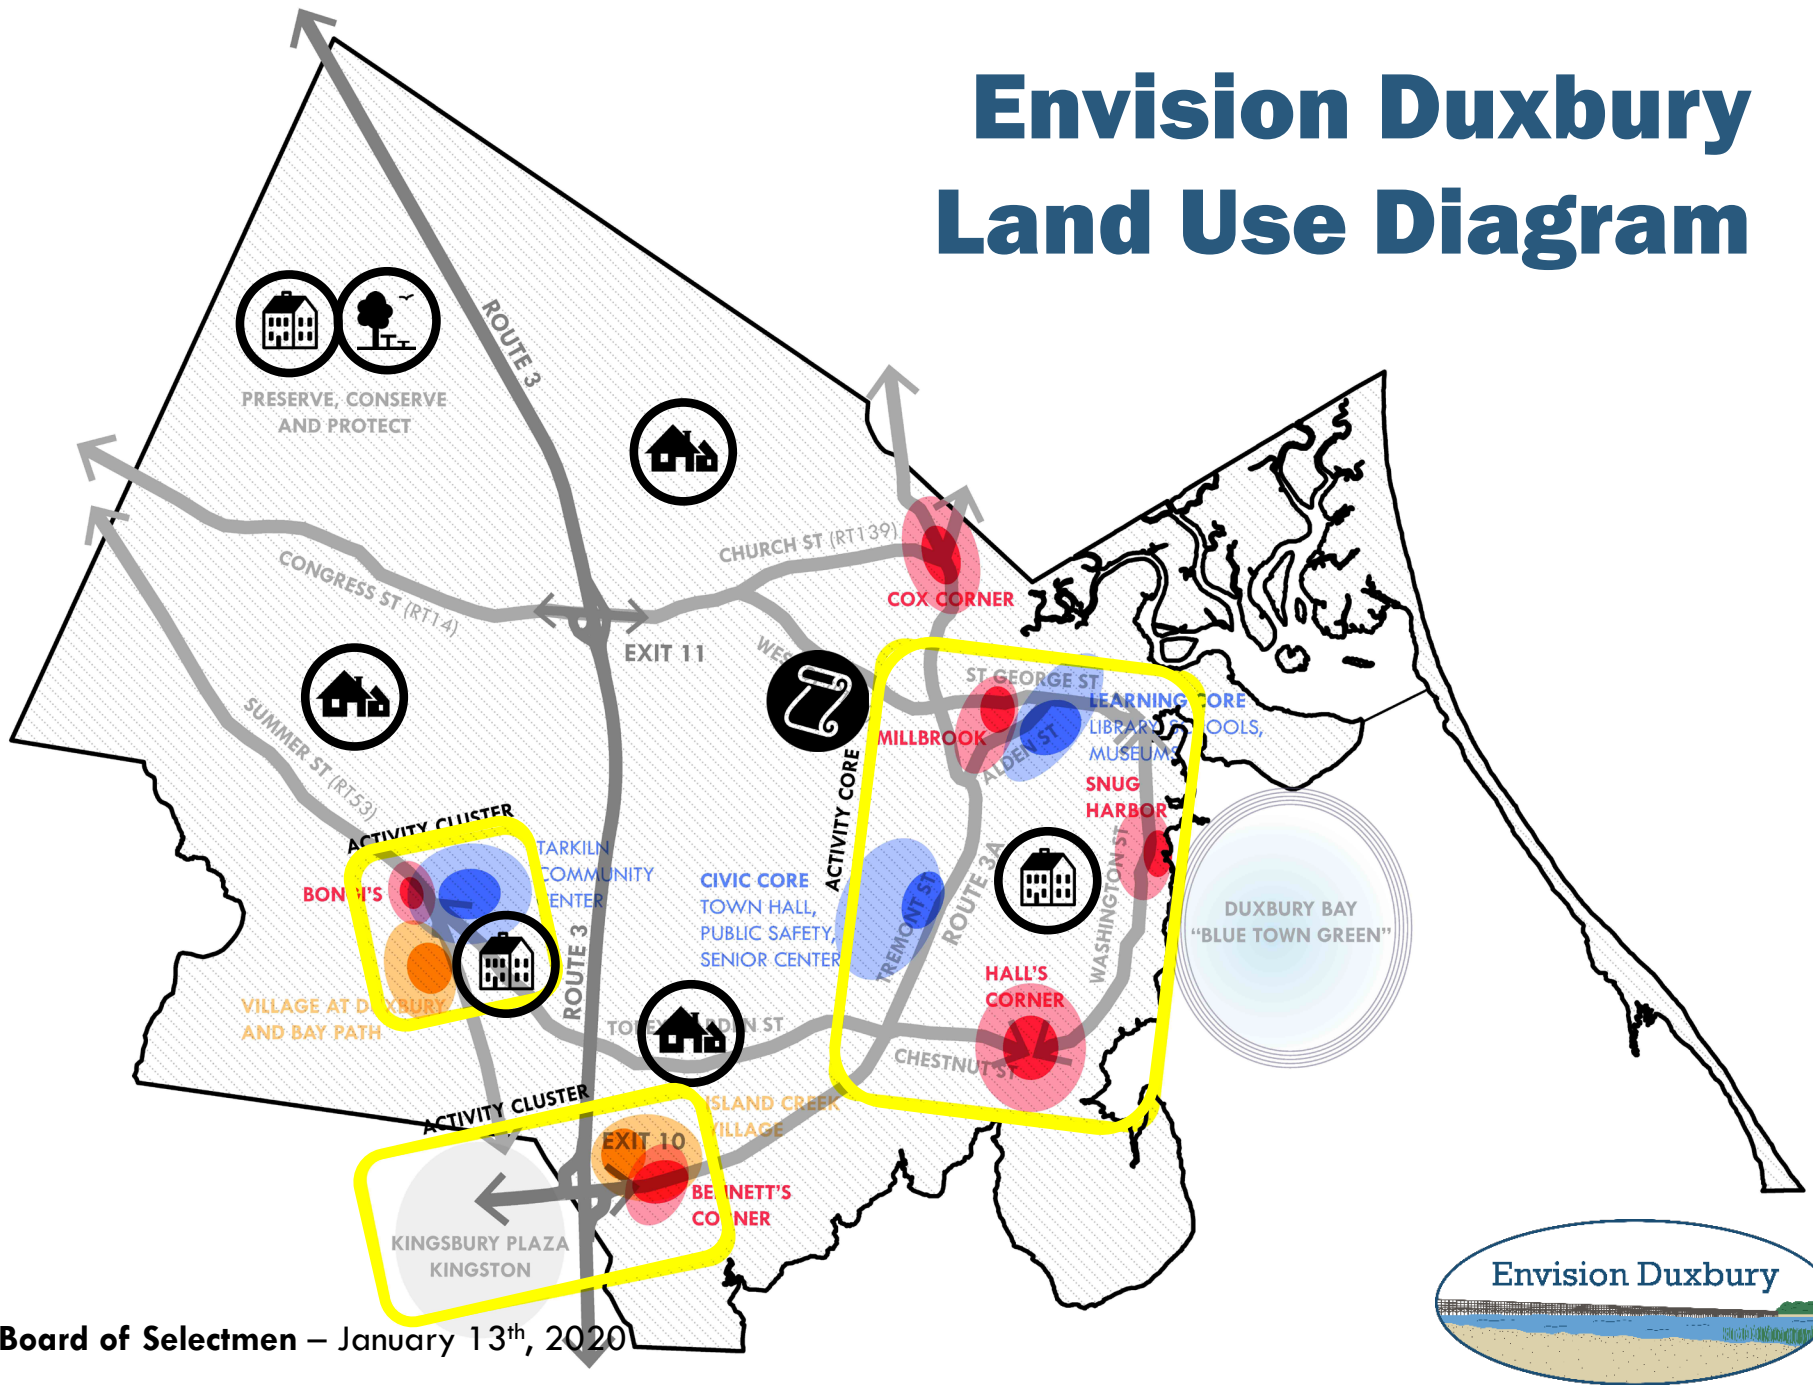 Envision Duxbury
Land Use Diagram
ROUTE 3
PRESERVE, CONSERVE
AND PROTECT
CHURCH ST (RT139)
CONGRESS ST (RT14)
COX CORNER
EXIT 11
ST GEORGE ST
LEARNING CORE
LIBRARY, SCHOOLS,
MUSEUMS
MILLBROOK
ALDEN ST
SUMMER ST (RT53)
SNUG
HARBOR
ACTIVITY CORE
ACTIVITY CLUSTER
TARKILN
COMMUNITY
CENTER
BONGI'S
CIVIC CORE
TOWN HALL,
PUBLIC SAFETY,
SENIOR CENTER
TREMONT ST
ROUTE 3A
WASHINGTON ST
DUXBURY BAY
“BLUE TOWN GREEN”
ROUTE 3
HALL'S
CORNER
VILLAGE AT DUXBURY
AND BAY PATH
CHESTNUT ST
ACTIVITY CLUSTER
ISLAND CREEK
VILLAGE
EXIT 10
BENNETT'S
CORNER
KINGSBURY PLAZA
KINGSTON
Envision Duxbury
Board of Selectmen – January 13th, 2020